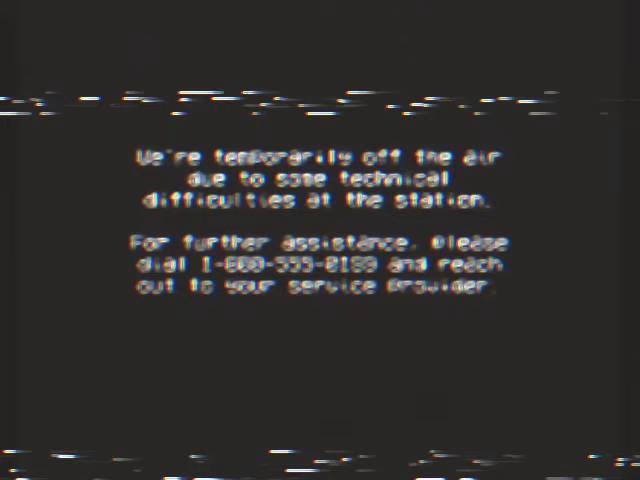 We're temporarily off the air
due to some technical
difficulties at the station.
For further assistance, Please
dial 1-800-555-0199 and reach
out to your service Provider.